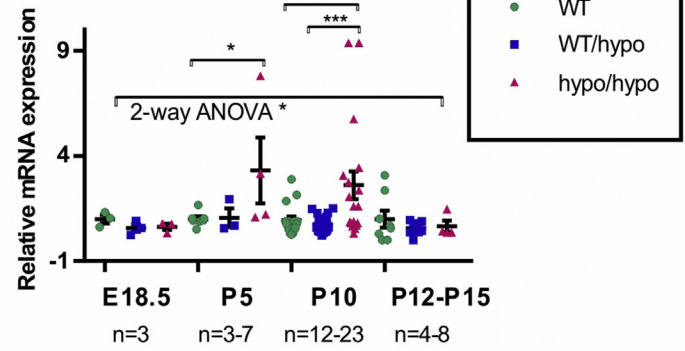 Relative mRNA expression
9
4
-1
***
*
2-way ANOVA *
WT
WT/hypo
hypo/hypo
E18.5 P5 P10 P12-P15
n=3 n=3-7 n=12-23 n=4-8